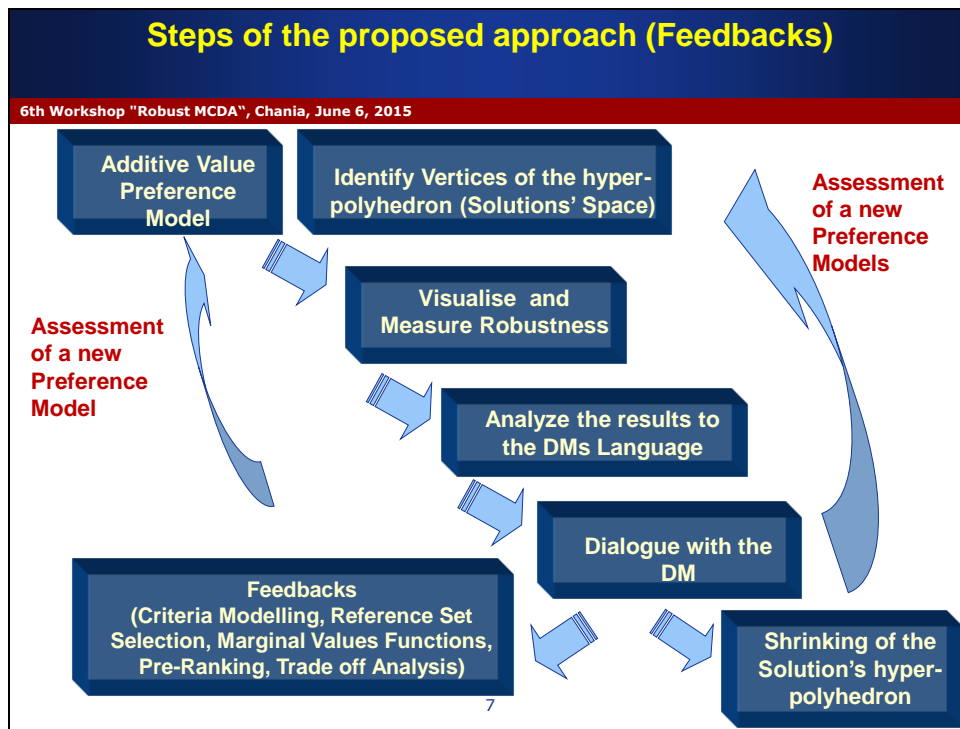 Steps of the proposed approach (Feedbacks)
6th Workshop "Robust MCDA“, Chania, June 6, 2015
Additive Value
Preference
Model
Identify Vertices of the hyper-
polyhedron (Solutions’ Space)
Assessment
of a new
Preference
Models
Visualise and
Measure Robustness
Assessment
of a new
Preference
Model
Analyze the results to
the DMs Language
Dialogue with the
DM
Feedbacks
(Criteria Modelling, Reference Set
Selection, Marginal Values Functions,
Pre-Ranking, Trade off Analysis)
Shrinking of the
Solution’s hyper-
polyhedron
7